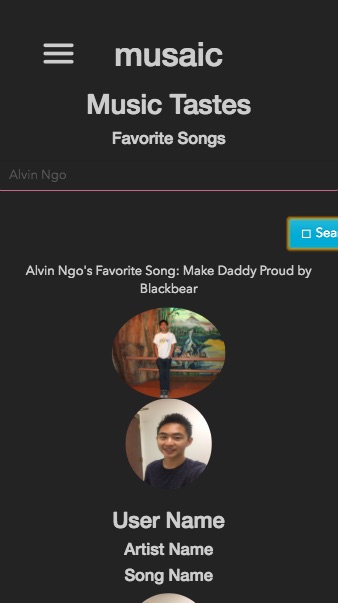 musaic
Music Tastes
Favorite Songs
Alvin Ngo
Sear
Alvin Ngo's Favorite Song: Make Daddy Proud by
Blackbear
User Name
Artist Name
Song Name